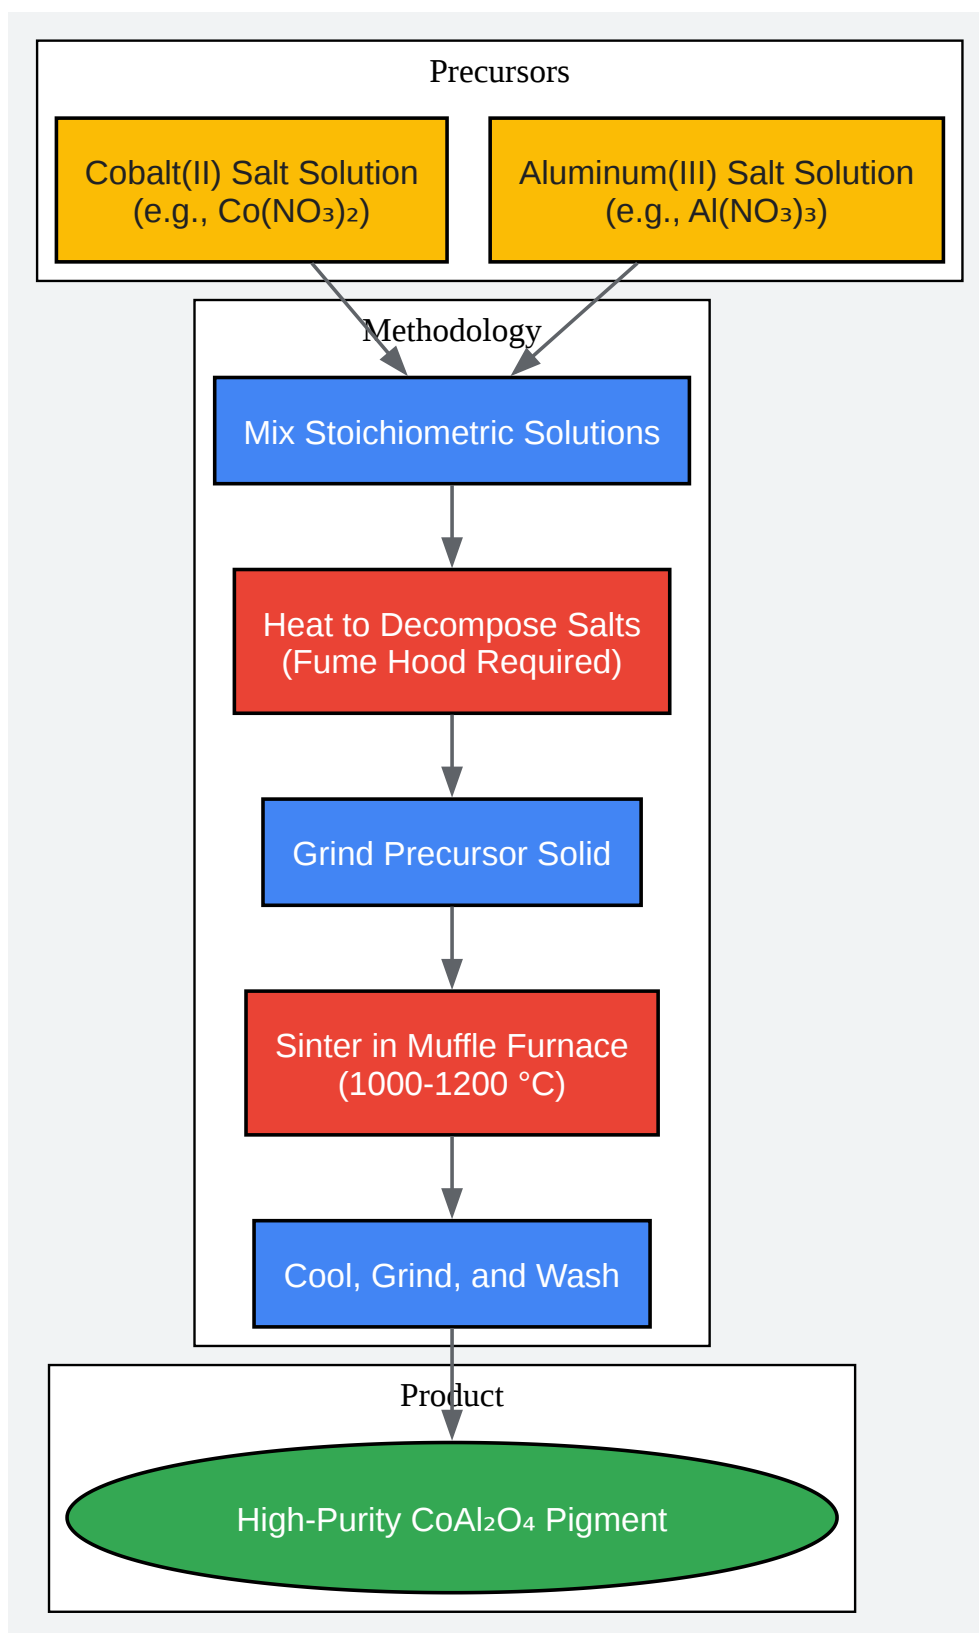 Precursors
Cobalt(II) Salt Solution
(e.g., Co(NO₃)₂)
Aluminum(III) Salt Solution
(e.g., Al(NO₃)₃)
Methodology
Mix Stoichiometric Solutions
Heat to Decompose Salts
(Fume Hood Required)
Grind Precursor Solid
Sinter in Muffle Furnace
(1000-1200 °C)
Cool, Grind, and Wash
Product
High-Purity CoAl₂O₄ Pigment